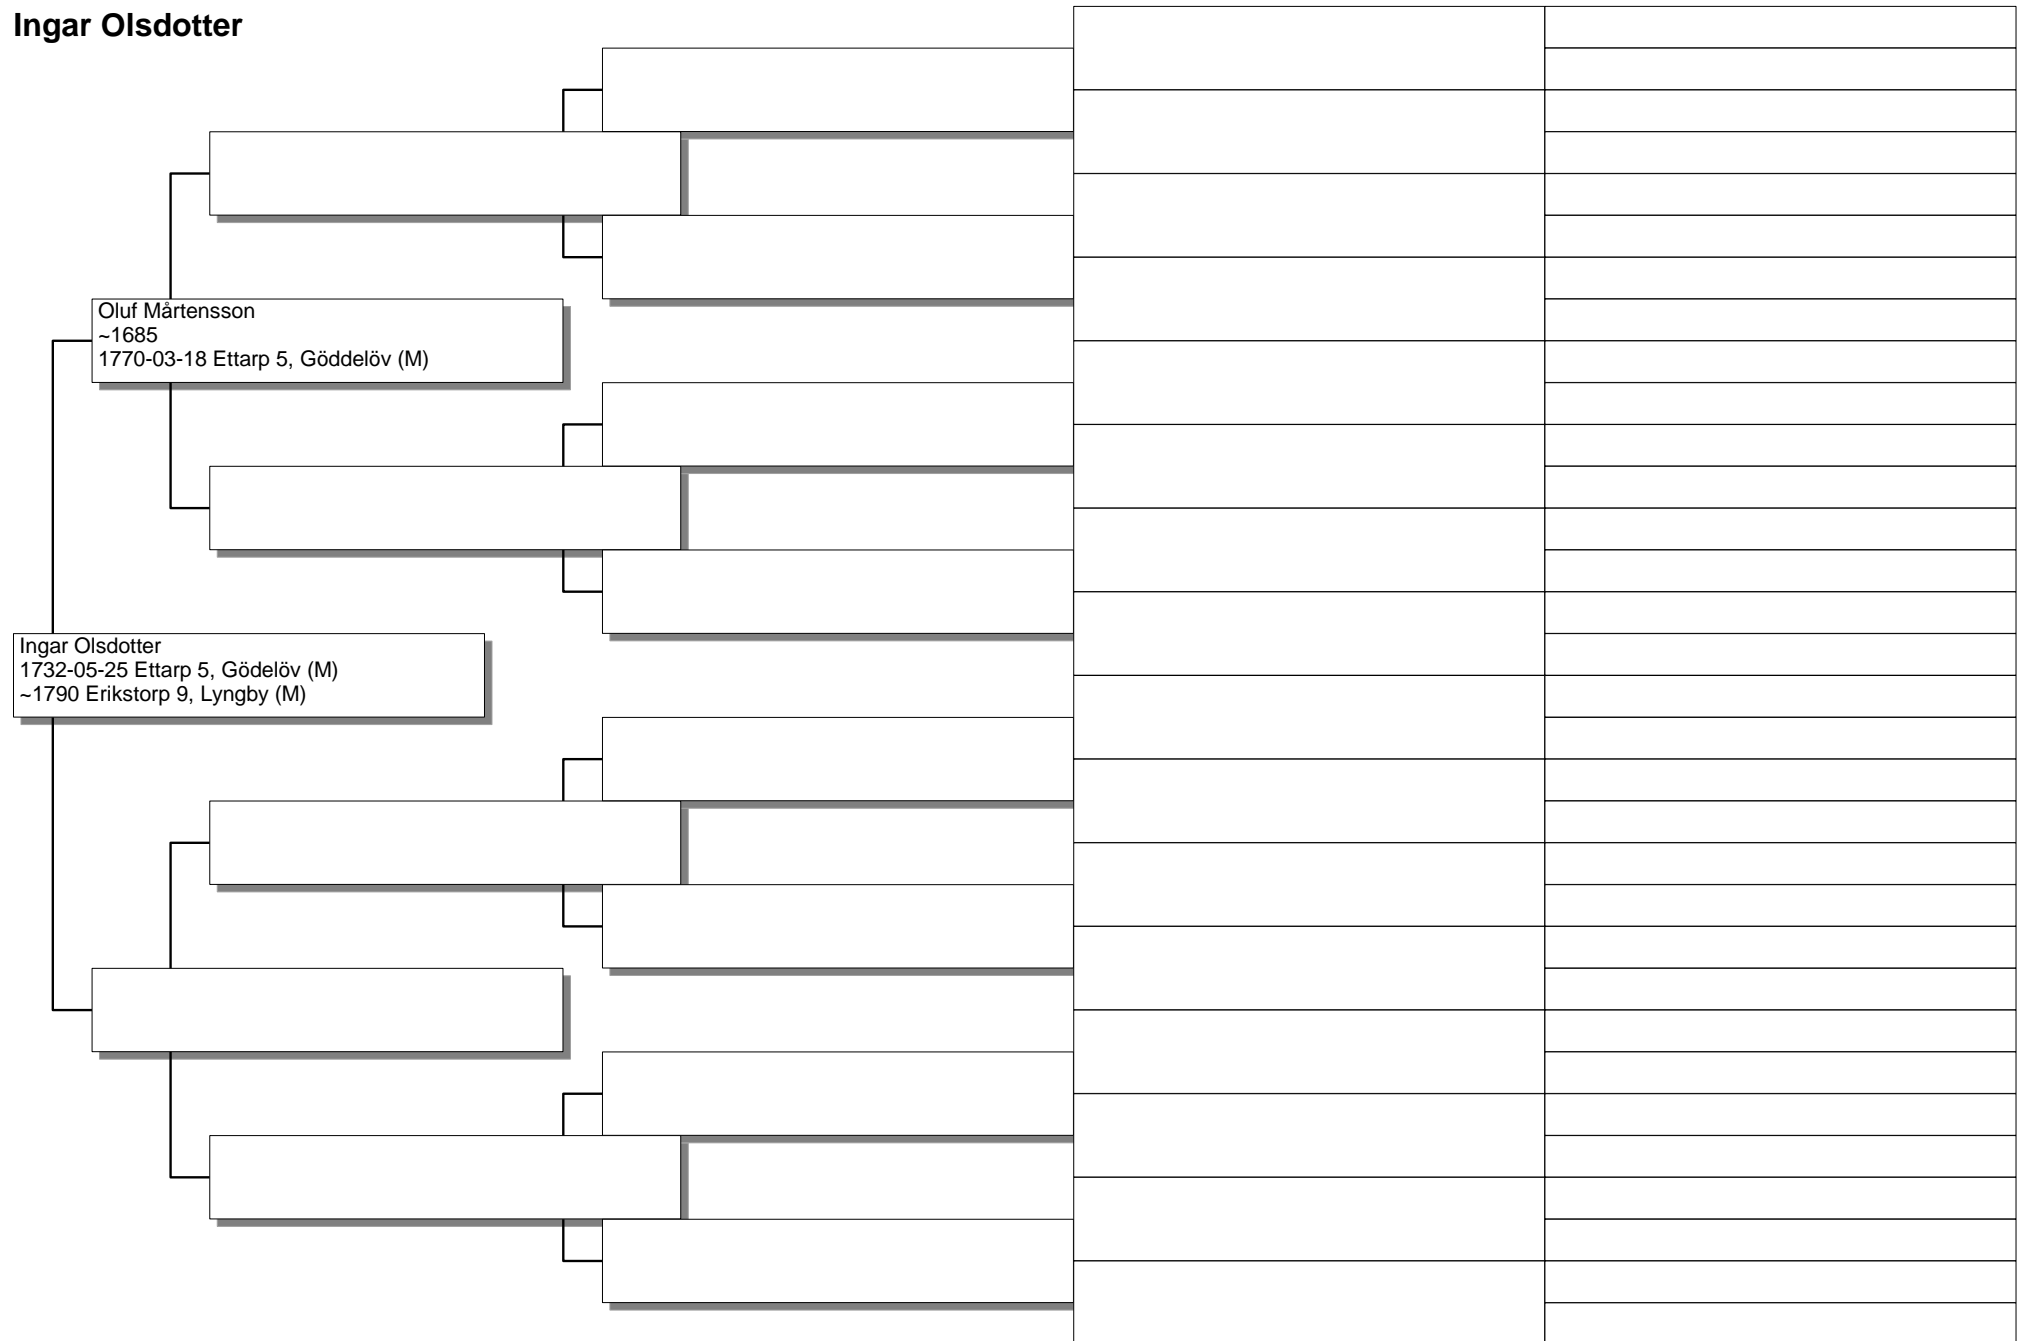 Ingar Olsdotter
Oluf Mårtensson
~1685
1770-03-18 Ettarp 5, Göddelöv (M)
Ingar Olsdotter
1732-05-25 Ettarp 5, Gödelöv (M)
~1790 Erikstorp 9, Lyngby (M)